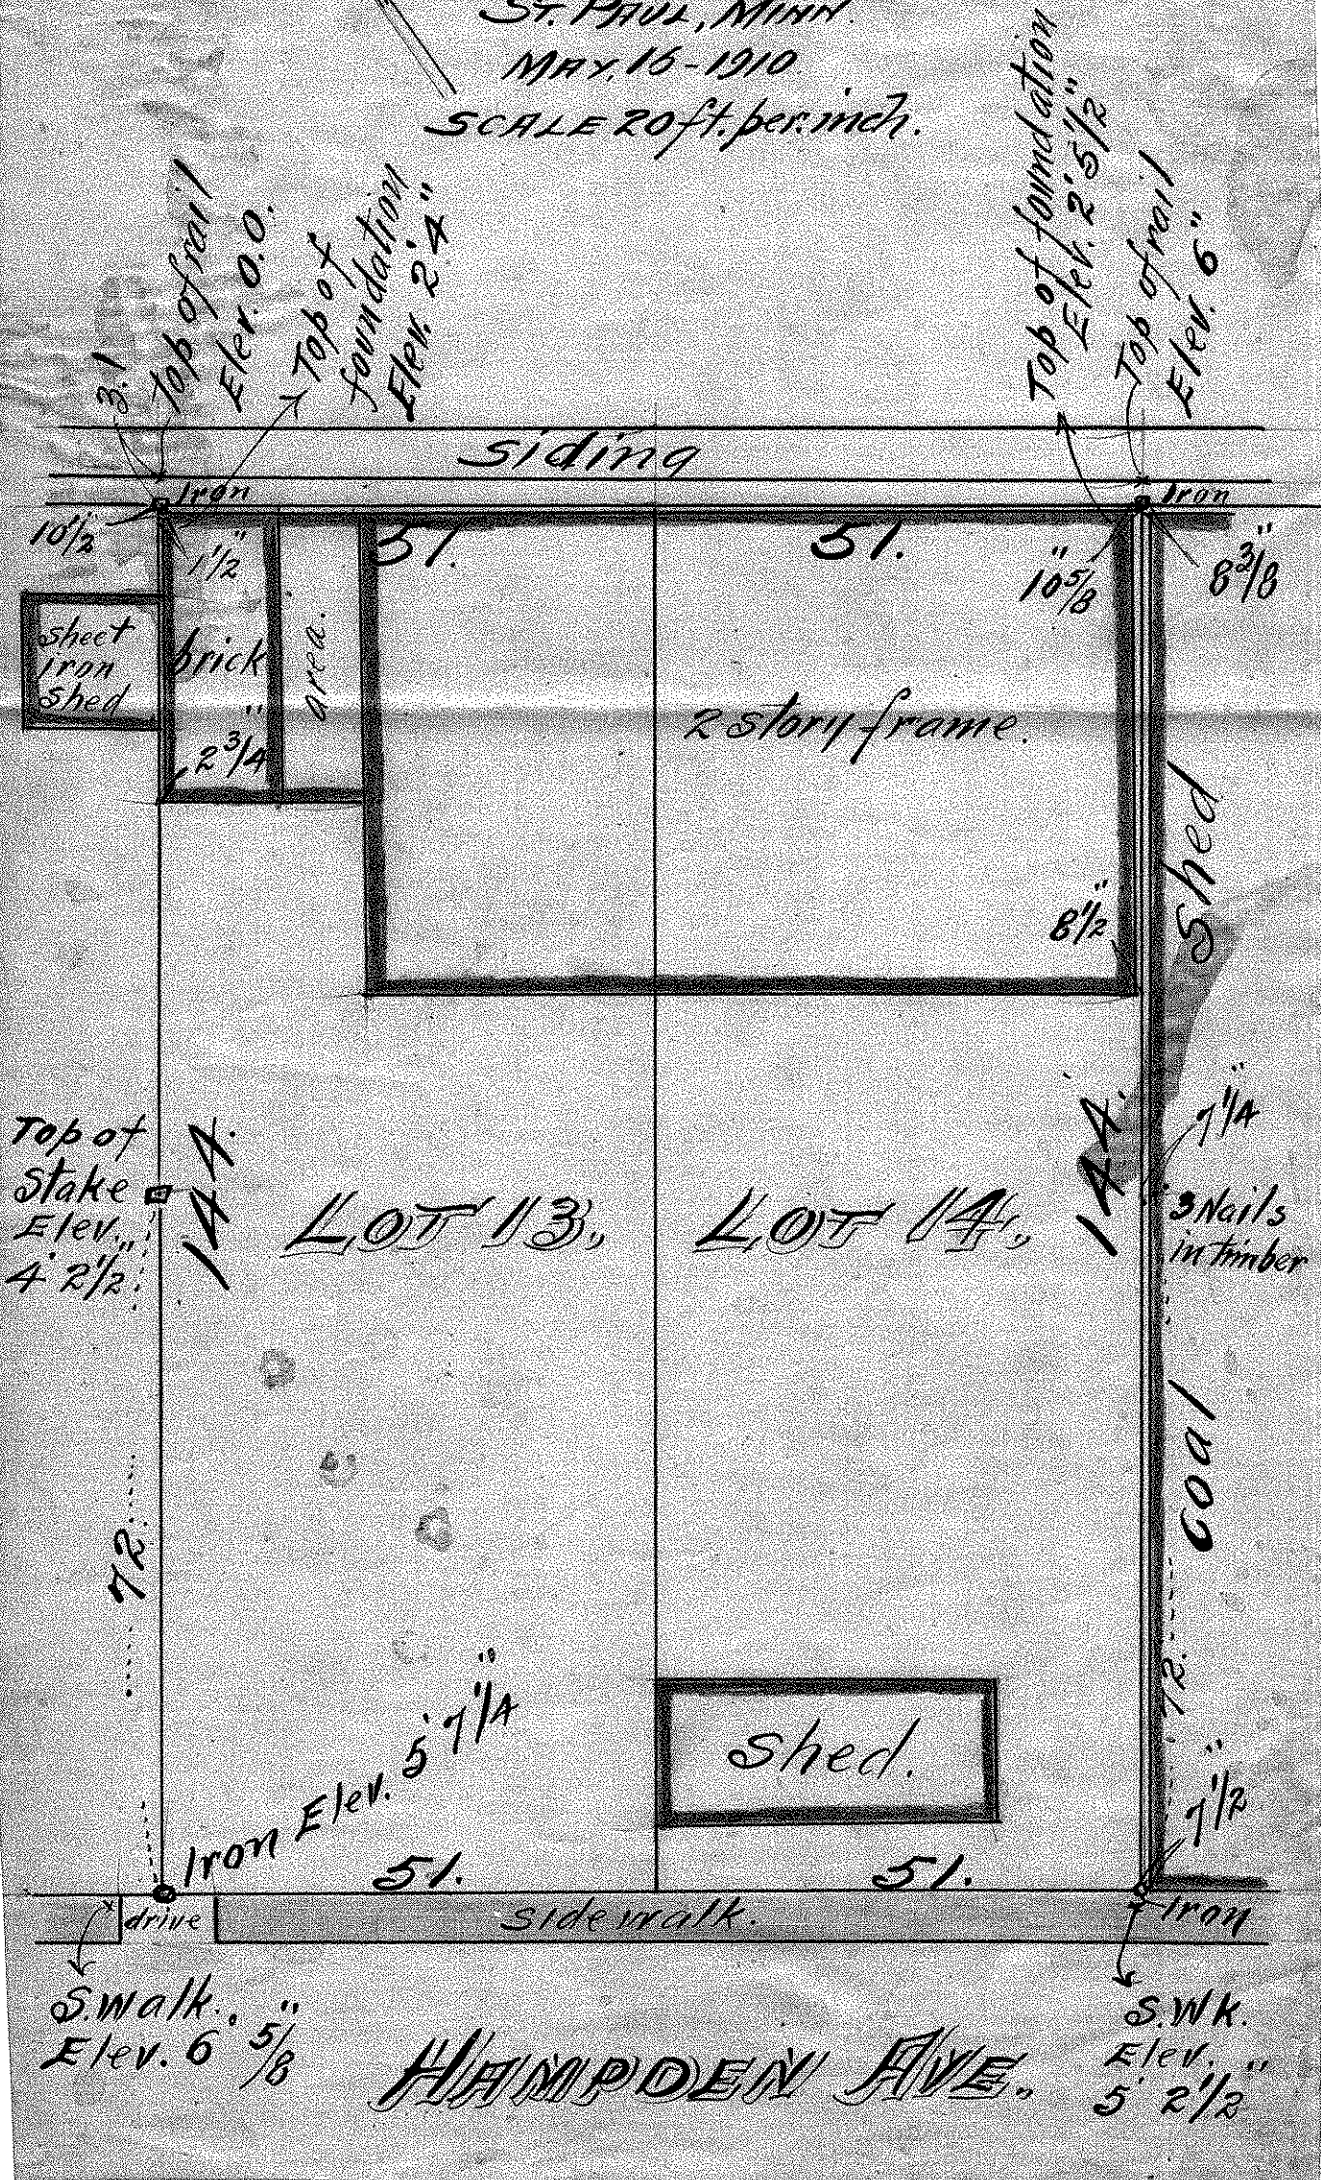 ST. PAUL, MINN.
MAY, 16-1910
SCALE 20 ft. per. inch.
3.1
Top of rail
Elev. 0.0.
Top of
foundation
Elev. 2' 4"
Top of foundation
Elev. 2' 5 1/2"
Top of rail
Elev. 6"
Siding
Iron
Iron
10 1/2
1 1/2"
51.
51.
10 5/8"
8 3/8"
sheet
iron
shed
brick
area.
2 3/4"
2 story frame.
8 1/2"
Shed
Top of
Stake
Elev.
4' 2 1/2"
144.
LOT 13,
LOT 14,
144.
7 1/4"
3 Nails
in timber
72.
Coal
72.
Iron Elev. 5' 7 1/4"
Shed.
7 1/2"
51.
51.
drive
sidewalk.
Iron
S. Walk.
Elev. 6' 5/8"
HAMPDEN AVE.
S. WK.
Elev.
5' 2 1/2"